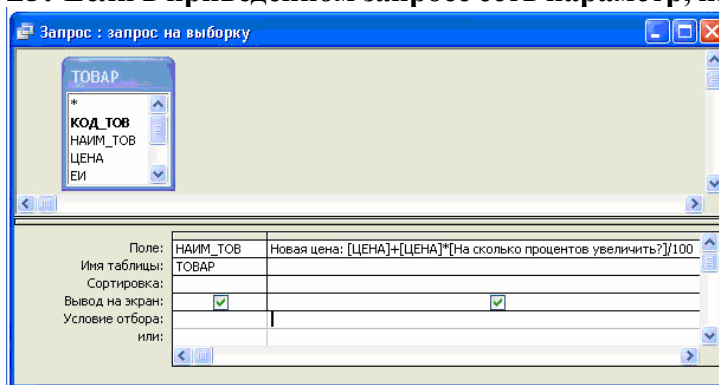 Запрос : запрос на выборку
ТОВАР
*
КОД_ТОВ
НАИМ_ТОВ
ЦЕНА
ЕИ
Поле: НАИМ_ТОВ Новая цена: [ЦЕНА]+[ЦЕНА]*[На сколько процентов увеличить?]/100
Имя таблицы: ТОВАР
Сортировка:
Вывод на экран:
Условие отбора:
или: